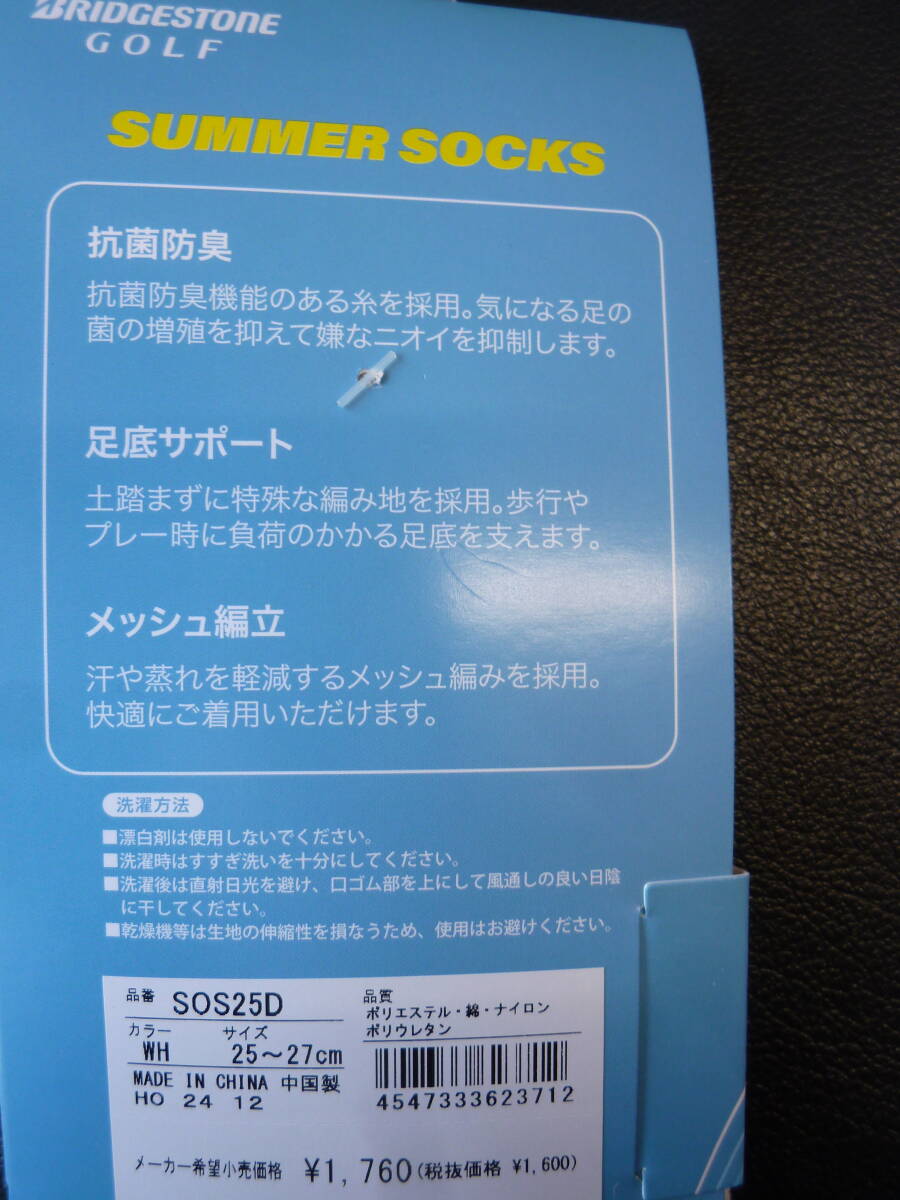 BRIDGESTONE
GOLF
SUMMER SOCKS
抗菌防臭
抗菌防臭機能のある糸を採用。気になる足の
菌の増殖を抑えて嫌なニオイを抑制します。
足底サポート
土踏まずに特殊な編み地を採用。歩行や
プレー時に負荷のかかる足底を支えます。
メッシュ編立
汗や蒸れを軽減するメッシュ編みを採用。
快適にご着用いただけます。
洗濯方法
■漂白剤は使用しないでください。
■洗濯時はすすぎ洗いを十分にしてください。
■洗濯後は直射日光を避け、口ゴム部を上にして風通しの良い日陰
に干してください。
■乾燥機等は生地の伸縮性を損なうため、使用はお避けください。
品番 SOS25D
カラー サイズ
WH 25～27cm
MADE IN CHINA 中国製
HO 24 12
品質
ポリエステル・綿・ナイロン
ポリウレタン
4547333623712
メーカー希望小売価格 ¥1,760(税抜価格 ¥1,600)